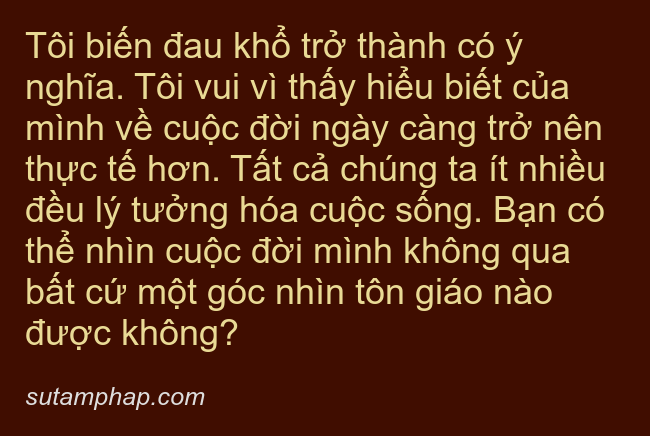 Tôi biến đau khổ trở thành có ý
nghĩa. Tôi vui vì thấy hiểu biết của
mình về cuộc đời ngày càng trở nên
thực tế hơn. Tất cả chúng ta ít nhiều
đều lý tưởng hóa cuộc sống. Bạn có
thể nhìn cuộc đời mình không qua
bất cứ một góc nhìn tôn giáo nào
được không?
sutamphap.com